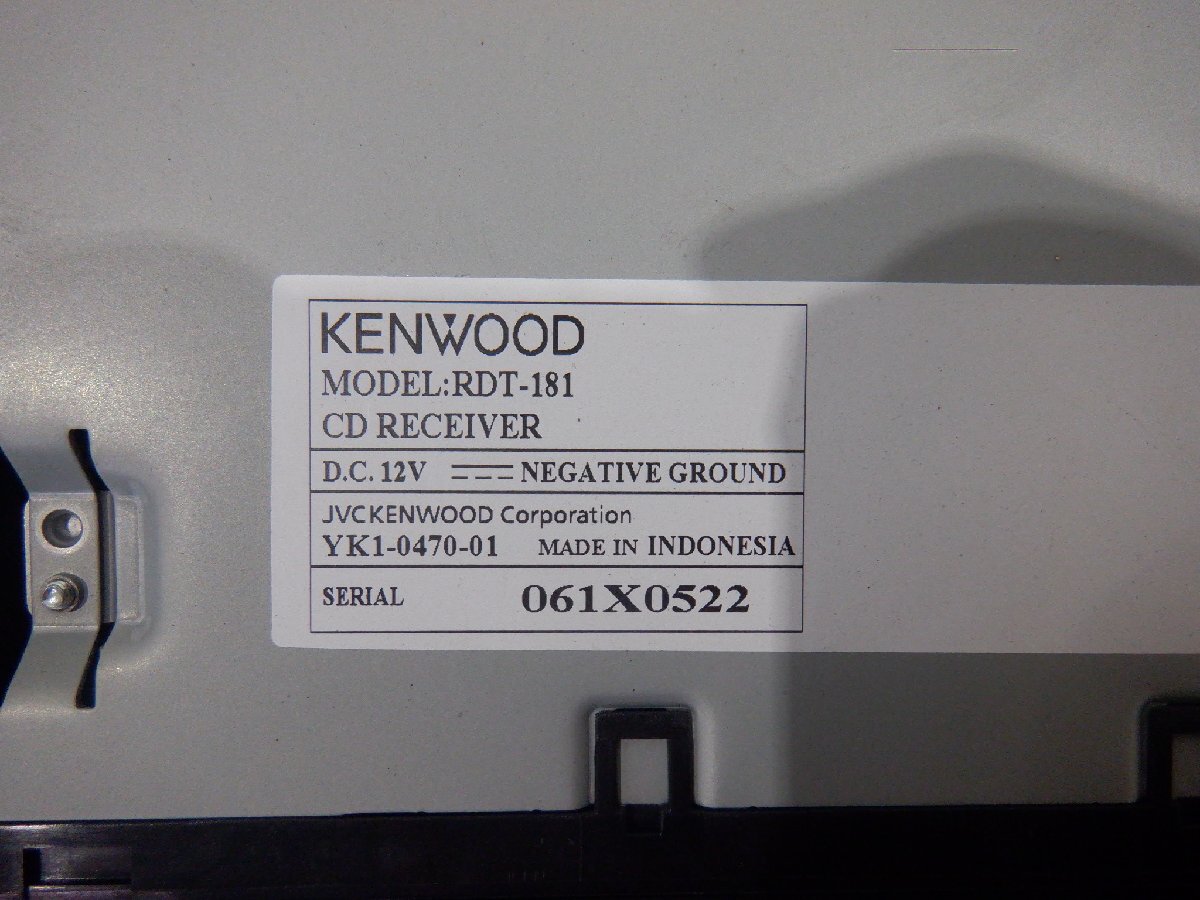 KENWOOD
MODEL:RDT-181
CD RECEIVER
D.C. 12V NEGATIVE GROUND
JVCKENWOOD Corporation
YK1-0470-01 MADE IN INDONESIA
SERIAL 061X0522